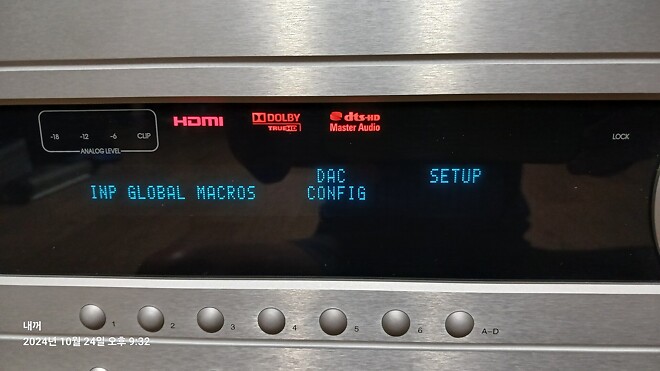 -18 -12 -6 CLIP
ANALOG LEVEL
HDMI
DOLBY
TRUEHD
dts-HD
Master Audio
LOCK
DAC SETUP
INP GLOBAL MACROS CONFIG
1 2 3 4 5 6 A-D
내꺼
2024년 10월 24일 오후 9:32